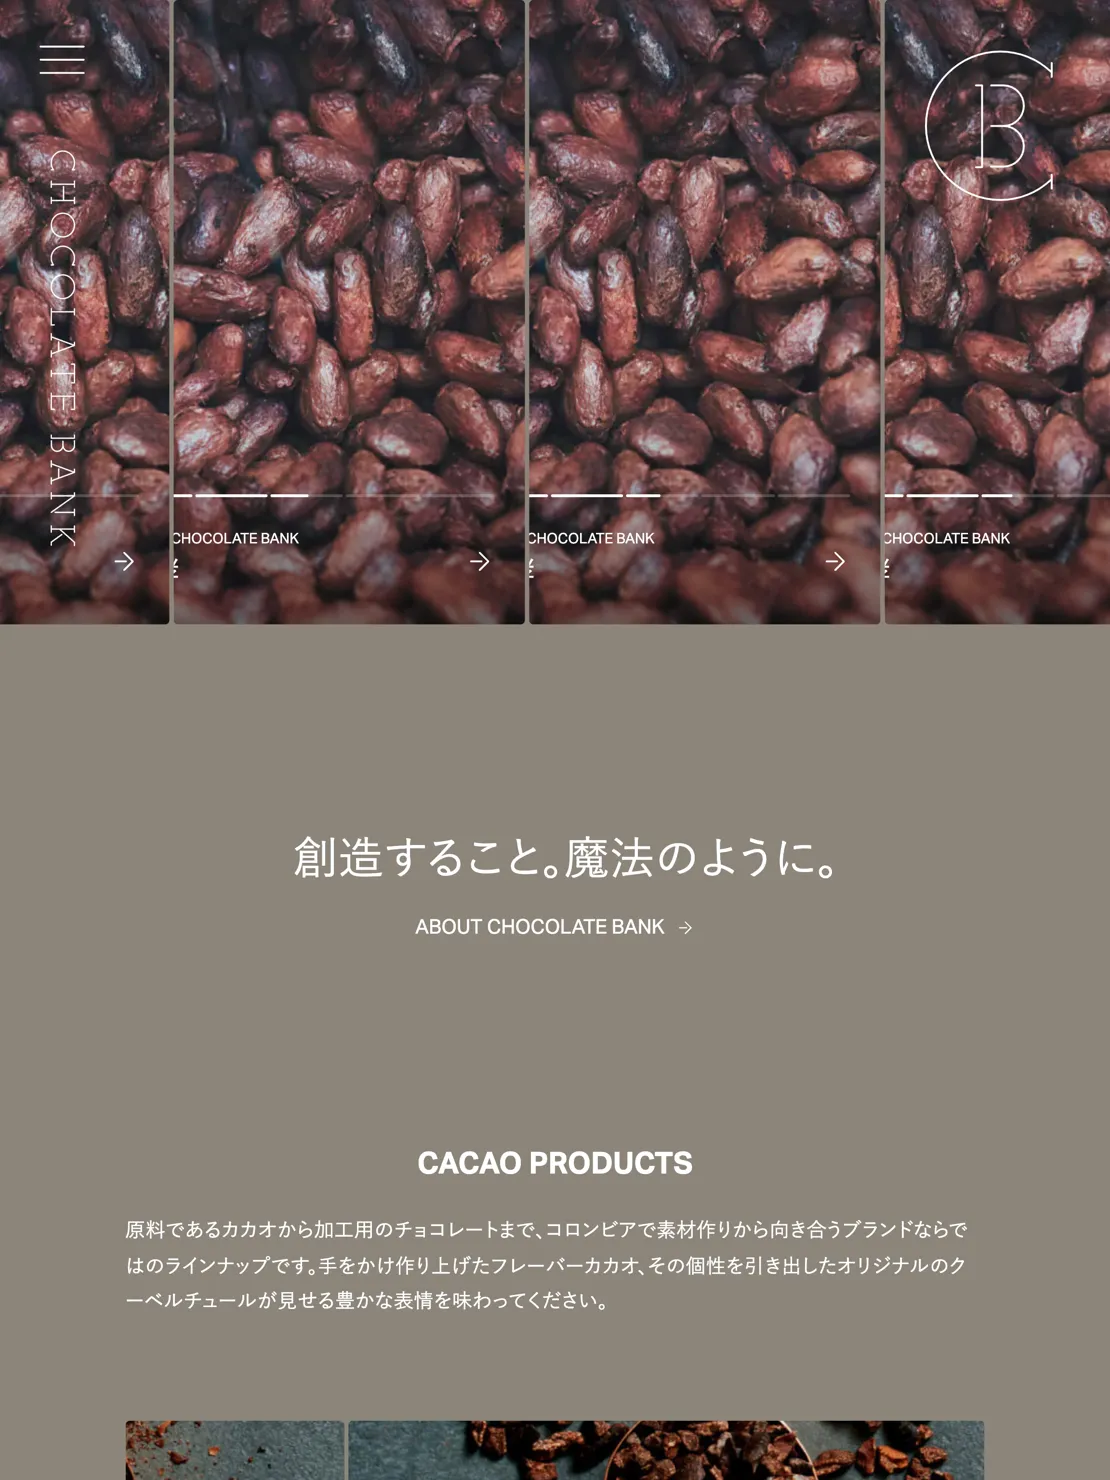 CB
CHOCOLATE BANK
CHOCOLATE BANK
CHOCOLATE BANK
CHOCOLATE BANK
創造すること。魔法のように。
ABOUT CHOCOLATE BANK →
CACAO PRODUCTS
原料であるカカオから加工用のチョコレートまで、コロンビアで素材作りから向き合うブランドならで
はのラインナップです。手をかけ作り上げたフレーバーカカオ、その個性を引き出したオリジナルのク
ーベルチュールが見せる豊かな表情を味わってください。